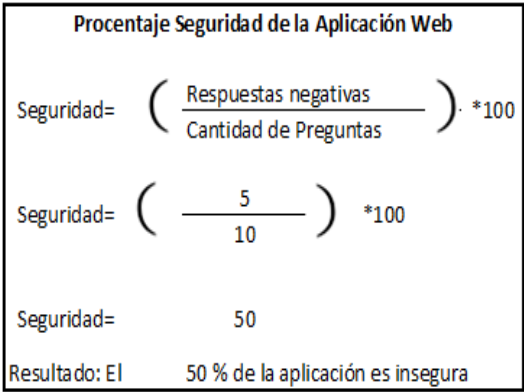 Procentaje Seguridad de la Aplicación Web
Seguridad= ( Respuestas negativas
Cantidad de Preguntas ). *100
Seguridad= ( 5
10 ) *100
Seguridad= 50
Resultado: El 50 % de la aplicación es insegura